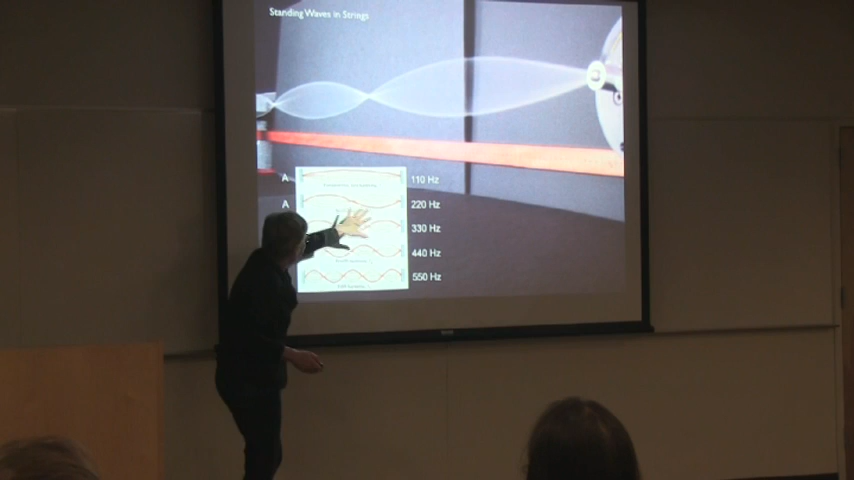 Standing Waves in Strings
A 110 Hz
A 220 Hz
330 Hz
440 Hz
550 Hz